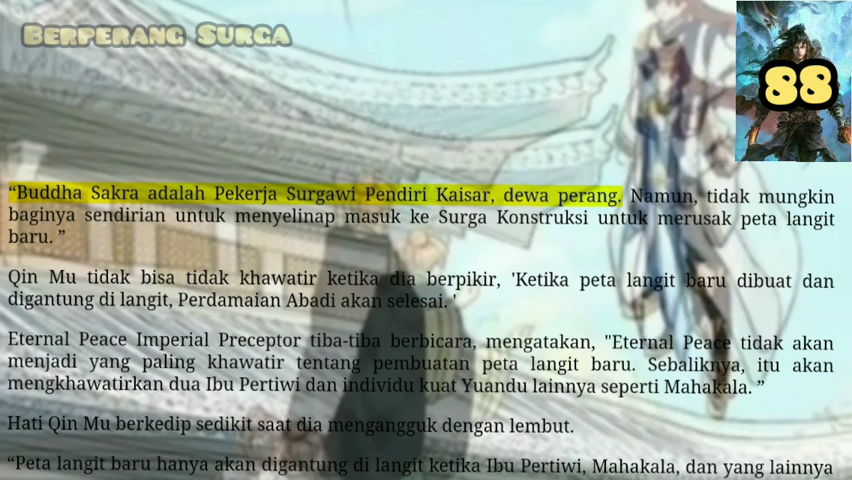 Berperang Surga
88
“Buddha Sakra adalah Pekerja Surgawi Pendiri Kaisar, dewa perang. Namun, tidak mungkin
baginya sendirian untuk menyelinap masuk ke Surga Konstruksi untuk merusak peta langit
baru. ”
Qin Mu tidak bisa tidak khawatir ketika dia berpikir, 'Ketika peta langit baru dibuat dan
digantung di langit, Perdamaian Abadi akan selesai. '
Eternal Peace Imperial Preceptor tiba-tiba berbicara, mengatakan, "Eternal Peace tidak akan
menjadi yang paling khawatir tentang pembuatan peta langit baru. Sebaliknya, itu akan
mengkhawatirkan dua Ibu Pertiwi dan individu kuat Yuandu lainnya seperti Mahakala. ”
Hati Qin Mu berkedip sedikit saat dia mengangguk dengan lembut.
“Peta langit baru hanya akan digantung di langit ketika Ibu Pertiwi, Mahakala, dan yang lainnya